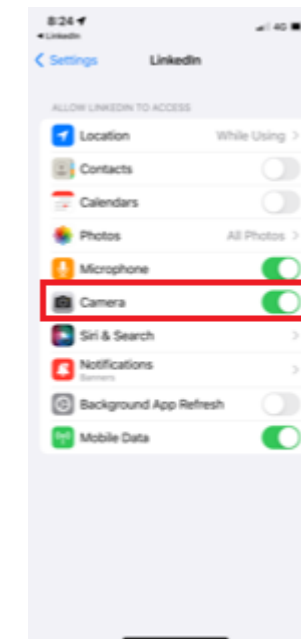 8:24
LinkedIn
Settings
LinkedIn
4G
ALLOW LINKEDIN TO ACCESS
Location While Using
Contacts
Calendars
Photos All Photos
Microphone
Camera
Siri & Search
Notifications
Banners
Background App Refresh
Mobile Data